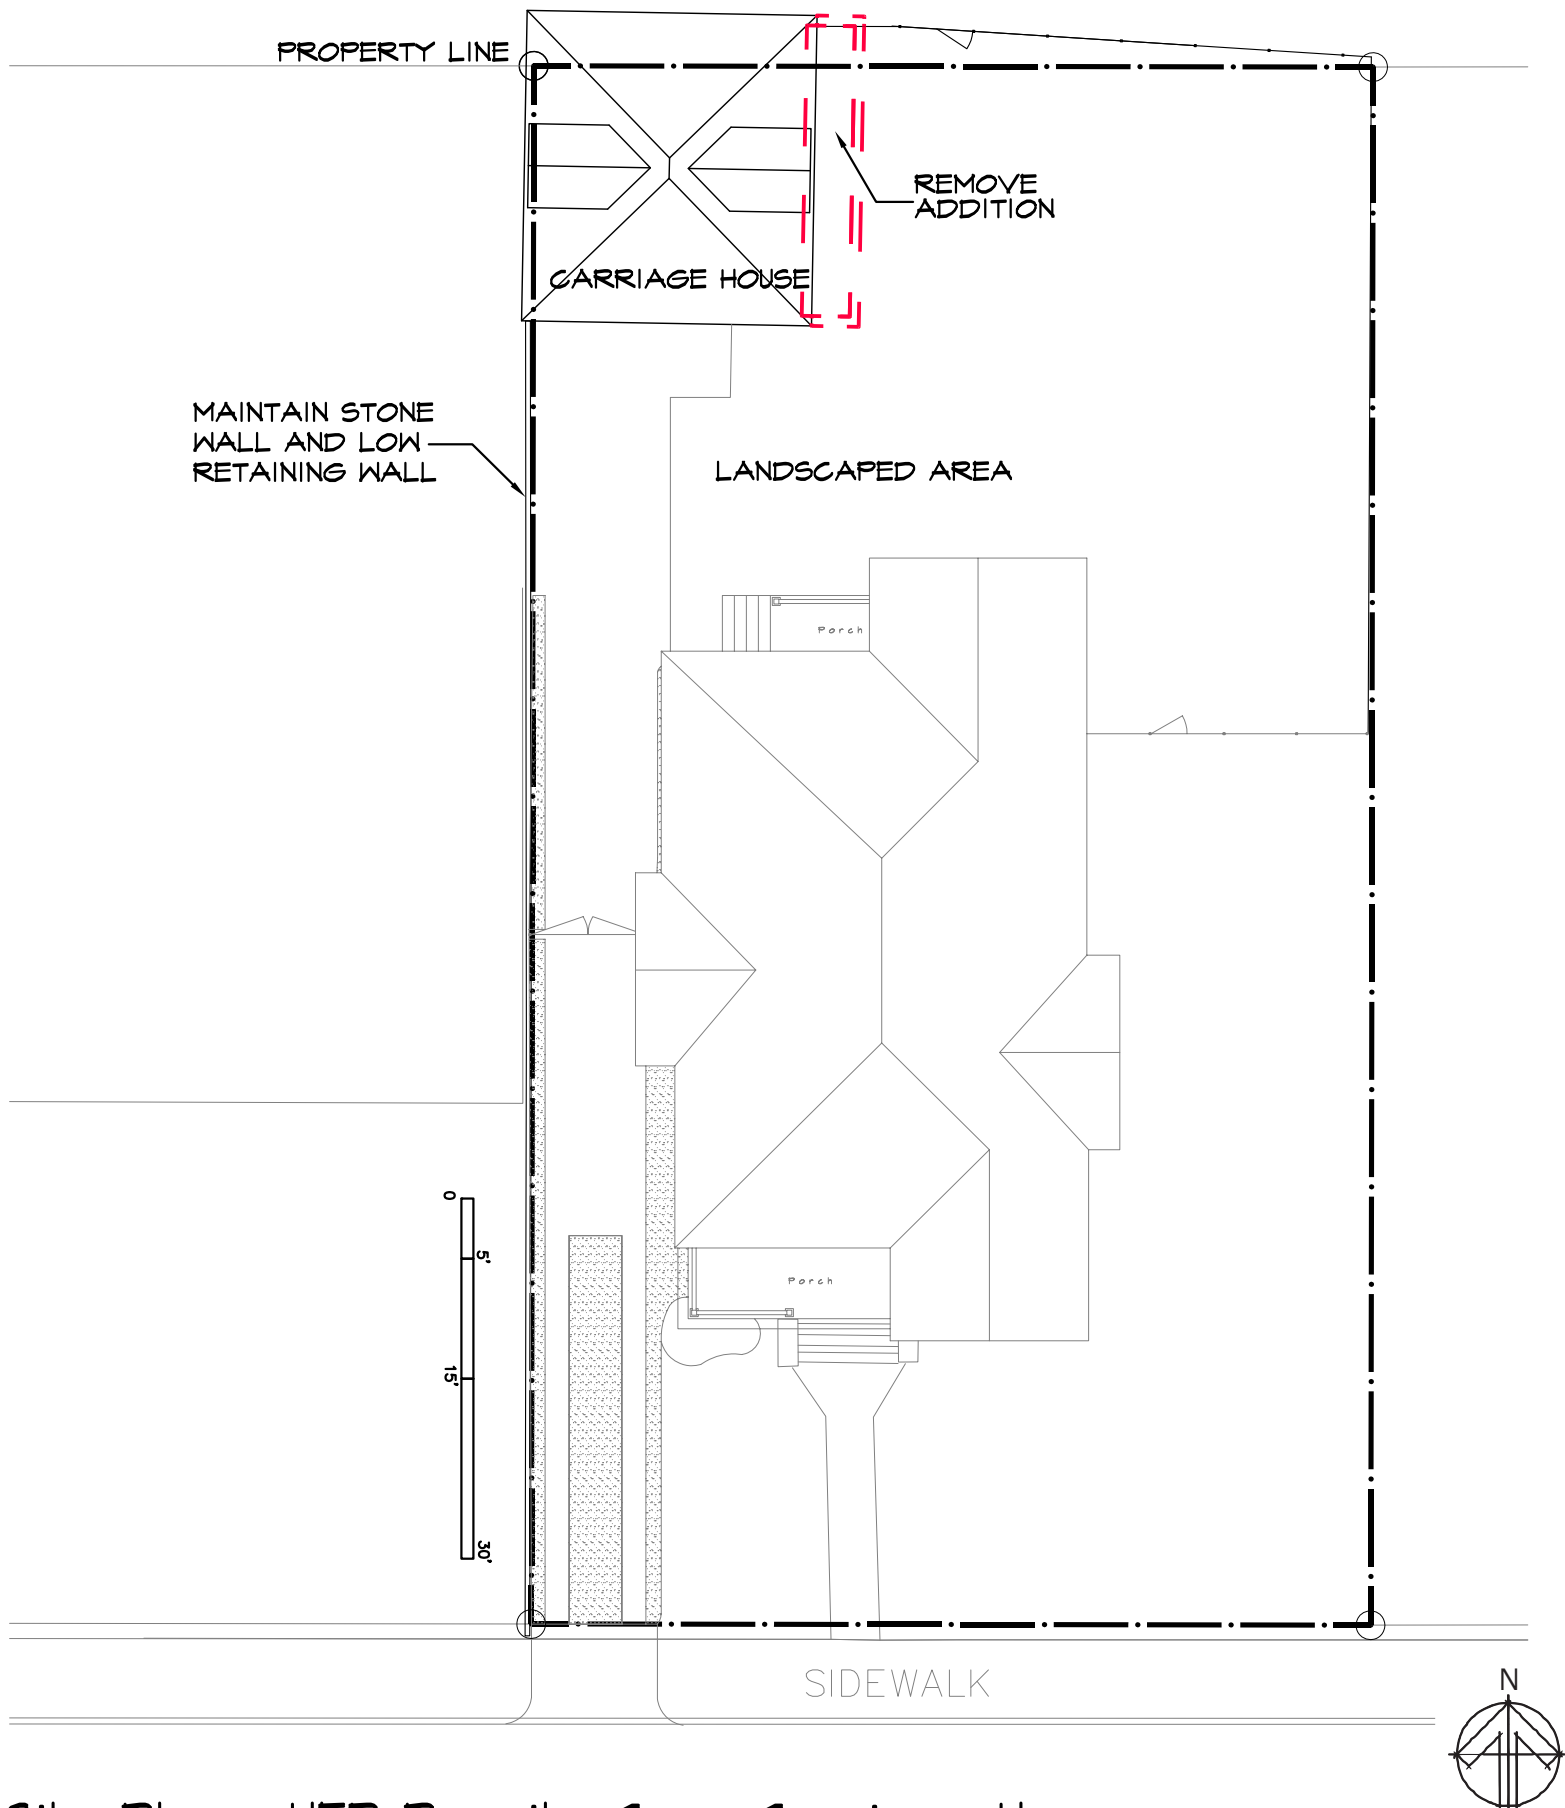 PROPERTY LINE
REMOVE
ADDITION
CARRIAGE HOUSE
MAINTAIN STONE
WALL AND LOW
RETAINING WALL
LANDSCAPED AREA
Porch
0
5'
15'
30'
Porch
SIDEWALK
N